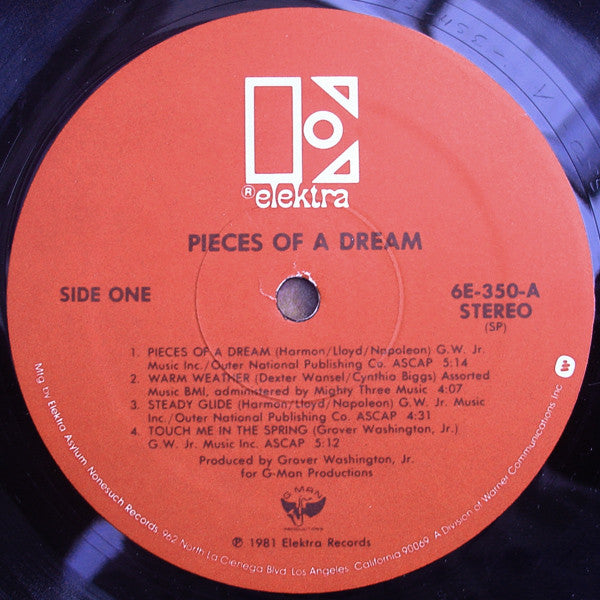 ® elektra
PIECES OF A DREAM
SIDE ONE
6E-350-A
STEREO
(SP)
1. PIECES OF A DREAM (Harmon/Lloyd/Napoleon) G.W. Jr.
Music Inc./Outer National Publishing Co. ASCAP 5:14
2. WARM WEATHER (Dexter Wansel/Cynthia Biggs) Assorted
Music BMI, administered by Mighty Three Music 4:07
3. STEADY GLIDE (Harmon/Lloyd/Napoleon) G.W. Jr. Music
Inc./Outer National Publishing Co. ASCAP 4:31
4. TOUCH ME IN THE SPRING (Grover Washington, Jr.)
G.W. Jr. Music Inc. ASCAP 5:12
Produced by Grover Washington, Jr.
for G-Man Productions
G-MAN
PRODUCTIONS
℗ 1981 Elektra Records
Mfg. by Elektra/Asylum/Nonesuch Records, 962 North La Cienega Blvd., Los Angeles, California 90069. A Division of Warner Communications Inc.